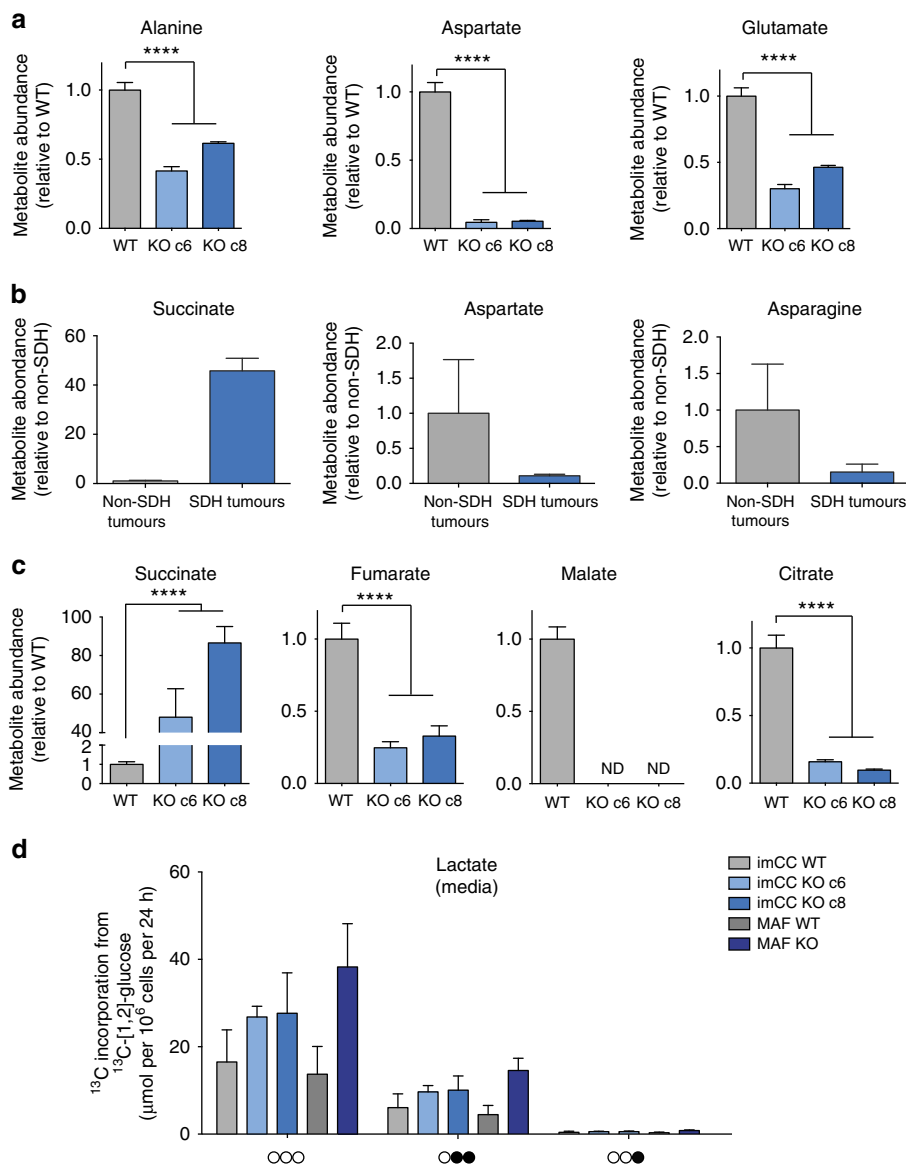 a
Alanine
Aspartate
Glutamate
Metabolite abundance
(relative to WT)
1.0
0.5
0.0
****
WT
KO c6
KO c8
Metabolite abundance
(relative to WT)
1.0
0.5
0.0
****
WT
KO c6
KO c8
Metabolite abundance
(relative to WT)
1.0
0.5
0.0
****
WT
KO c6
KO c8
b
Succinate
Aspartate
Asparagine
Metabolite abondance
(relative to non-SDH)
60
40
20
0
Non-SDH
tumours
SDH tumours
Metabolite abundance
(relative to non-SDH)
2.0
1.5
1.0
0.5
0.0
Non-SDH
tumours
SDH tumours
Metabolite abundance
(relative to non-SDH)
2.0
1.5
1.0
0.5
0.0
Non-SDH
tumours
SDH tumours
c
Succinate
Fumarate
Malate
Citrate
Metabolite abundance
(relative to WT)
100
80
60
40
2
1
0
****
WT
KO c6
KO c8
1.0
0.5
0.0
****
WT
KO c6
KO c8
1.0
0.5
0.0
ND
ND
WT
KO c6
KO c8
1.0
0.5
0.0
****
WT
KO c6
KO c8
d
Lactate
(media)
13C incorporation from
13C-[1,2]-glucose
(μmol per 10^6 cells per 24 h)
60
40
20
0
imCC WT
imCC KO c6
imCC KO c8
MAF WT
MAF KO